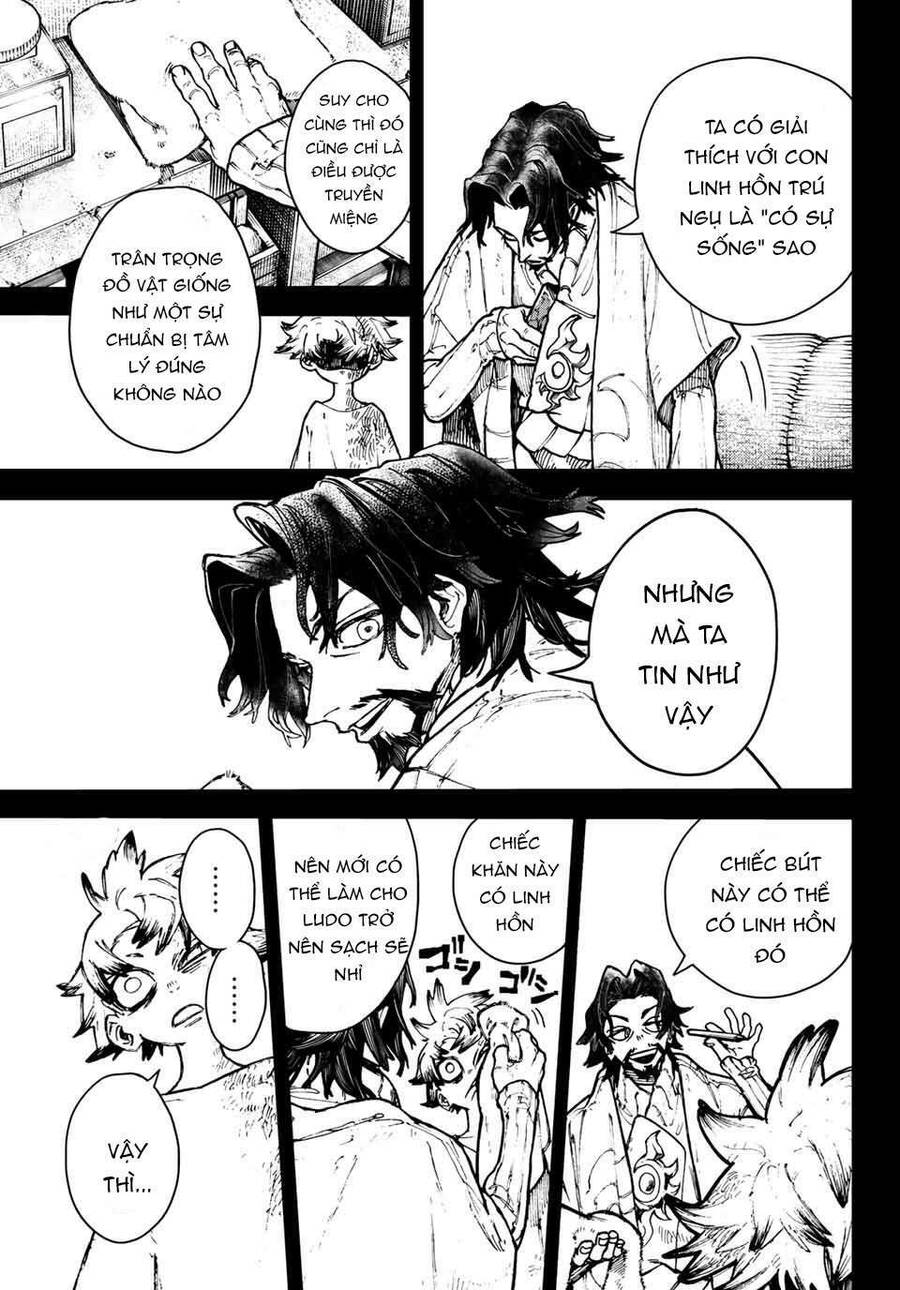 TA CÓ GIẢI
THÍCH VỚI CON
LINH HỒN TRÚ
NGỤ LÀ "CÓ SỰ
SỐNG" SAO
SUY CHO
CÙNG THÌ ĐÓ
CŨNG CHỈ LÀ
ĐIỀU ĐƯỢC
TRUYỀN
MIỆNG
TRÂN TRỌNG
ĐỒ VẬT GIỐNG
NHƯ MỘT SỰ
CHUẨN BỊ TÂM
LÝ ĐÚNG
KHÔNG NÀO
NHƯNG
MÀ TA
TIN NHƯ
VẬY
CHIẾC BÚT
NÀY CÓ THỂ
CÓ LINH HỒN
ĐÓ
CHIẾC
KHĂN NÀY
CÓ LINH
HỒN
ゴシ
ゴシ
NÊN MỚI CÓ
THỂ LÀM CHO
LUDO TRỞ
NÊN SẠCH SẼ
NHỈ
......
......
VẬY
THÌ...